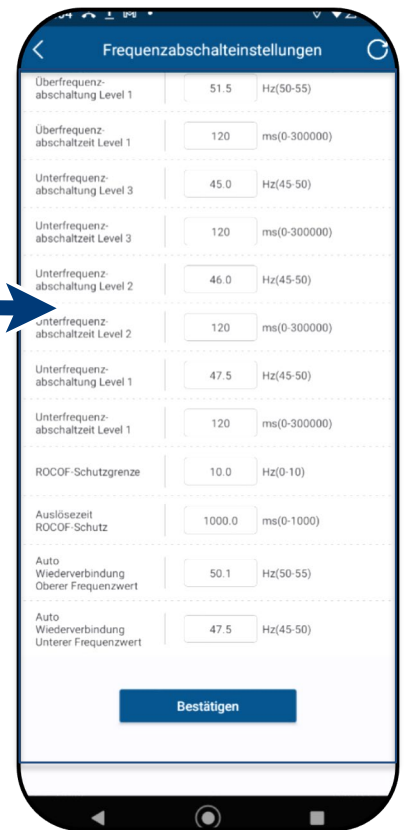 Frequenzabschalteinstellungen
Überfrequenz-
abschaltung Level 1
51.5 Hz(50-55)
Überfrequenz-
abschaltzeit Level 1
120 ms(0-300000)
Unterfrequenz-
abschaltung Level 3
45.0 Hz(45-50)
Unterfrequenz-
abschaltzeit Level 3
120 ms(0-300000)
Unterfrequenz-
abschaltung Level 2
46.0 Hz(45-50)
Unterfrequenz-
abschaltzeit Level 2
120 ms(0-300000)
Unterfrequenz-
abschaltung Level 1
47.5 Hz(45-50)
Unterfrequenz-
abschaltzeit Level 1
120 ms(0-300000)
ROCOF-Schutzgrenze
10.0 Hz(0-10)
Auslösezeit
ROCOF-Schutz
1000.0 ms(0-1000)
Auto
Wiederverbindung
Oberer Frequenzwert
50.1 Hz(50-55)
Auto
Wiederverbindung
Unterer Frequenzwert
47.5 Hz(45-50)
Bestätigen